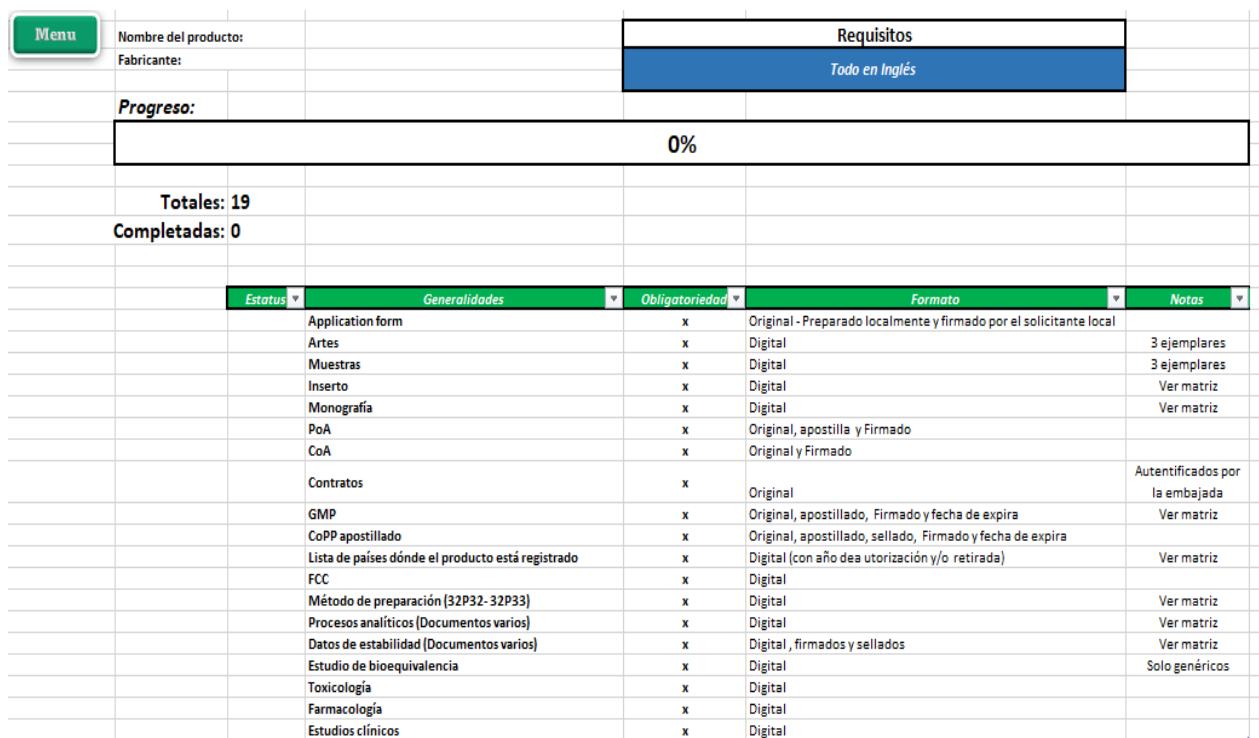 Menu
Nombre del producto:
Requisitos
Fabricante:
Todo en Inglés
Progreso:
0%
Totales: 19
Completadas: 0
Estatus Generalidades Obligatoriedad Formato Notas
Application form x Original - Preparado localmente y firmado por el solicitante local
Artes x Digital 3 ejemplares
Muestras x Digital 3 ejemplares
Inserto x Digital Ver matriz
Monografía x Digital Ver matriz
PoA x Original, apostilla y Firmado
CoA x Original y Firmado
Contratos x Original Autentificados por
la embajada
GMP x Original, apostillado, Firmado y fecha de expira Ver matriz
CoPP apostillado x Original, apostillado, sellado, Firmado y fecha de expira
Lista de países dónde el producto está registrado x Digital (con año dea utorización y/o retirada) Ver matriz
FCC x Digital
Método de preparación (32P32- 32P33) x Digital Ver matriz
Procesos analíticos (Documentos varios) x Digital Ver matriz
Datos de estabilidad (Documentos varios) x Digital , firmados y sellados Ver matriz
Estudio de bioequivalencia x Digital Solo genéricos
Toxicología x Digital
Farmacología x Digital
Estudios clínicos x Digital